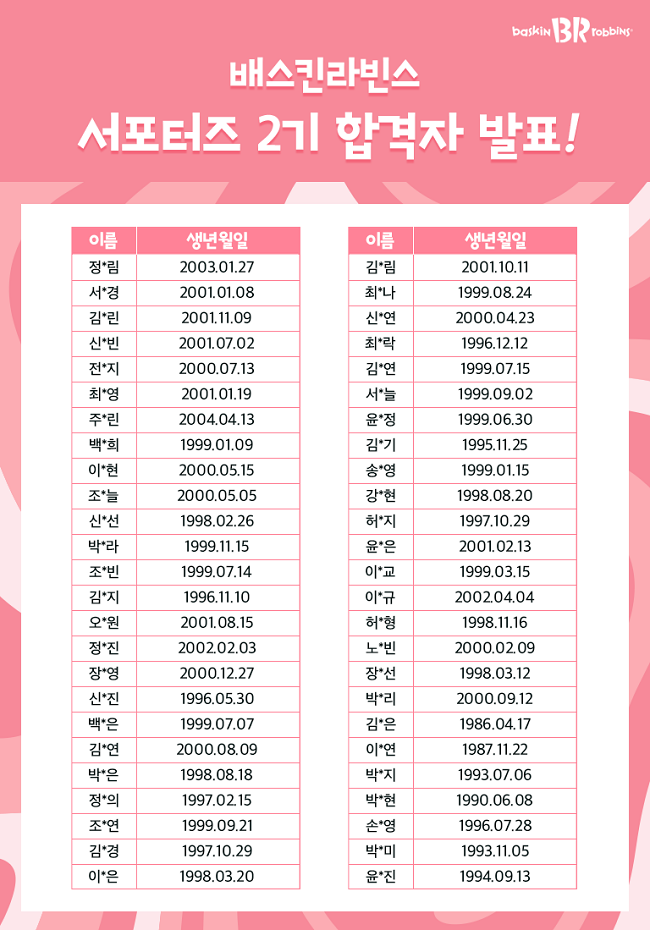 baskin BR robbins
배스킨라빈스
서포터즈 2기 합격자 발표!
이름 생년월일
정*림 2003.01.27
서*경 2001.01.08
김*린 2001.11.09
신*빈 2001.07.02
전*지 2000.07.13
최*영 2001.01.19
주*린 2004.04.13
백*희 1999.01.09
이*현 2000.05.15
조*늘 2000.05.05
신*선 1998.02.26
박*라 1999.11.15
조*빈 1999.07.14
김*지 1996.11.10
오*원 2001.08.15
정*진 2002.02.03
장*영 2000.12.27
신*진 1996.05.30
백*은 1999.07.07
김*연 2000.08.09
박*은 1998.08.18
정*의 1997.02.15
조*연 1999.09.21
김*경 1997.10.29
이*은 1998.03.20
이름 생년월일
김*림 2001.10.11
최*나 1999.08.24
신*연 2000.04.23
최*락 1996.12.12
김*연 1999.07.15
서*늘 1999.09.02
윤*정 1999.06.30
김*기 1995.11.25
송*영 1999.01.15
강*현 1998.08.20
허*지 1997.10.29
윤*은 2001.02.13
이*교 1999.03.15
이*규 2002.04.04
허*형 1998.11.16
노*빈 2000.02.09
장*선 1998.03.12
박*리 2000.09.12
김*은 1986.04.17
이*연 1987.11.22
박*지 1993.07.06
박*현 1990.06.08
손*영 1996.07.28
박*미 1993.11.05
윤*진 1994.09.13